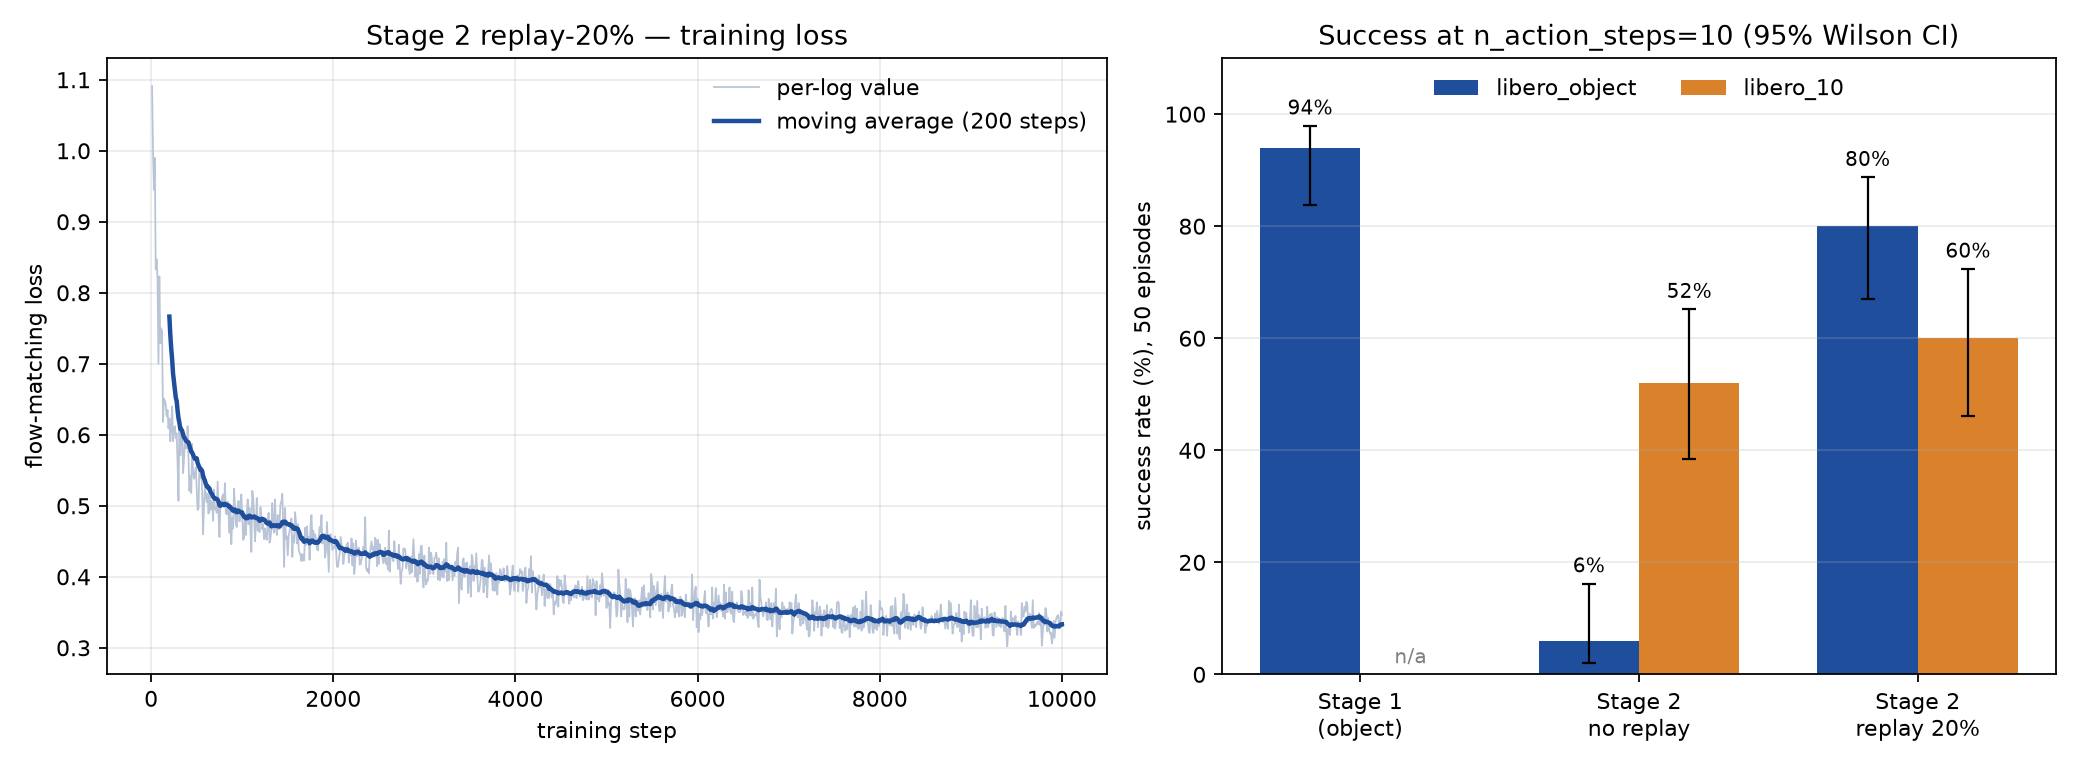 Stage 2 replay-20% — training loss
per-log value
moving average (200 steps)
flow-matching loss
1.1
1.0
0.9
0.8
0.7
0.6
0.5
0.4
0.3
0
2000
4000
6000
8000
10000
training step
Success at n_action_steps=10 (95% Wilson CI)
libero_object
libero_10
success rate (%), 50 episodes
100
80
60
40
20
0
94%
n/a
6%
52%
80%
60%
Stage 1
(object)
Stage 2
no replay
Stage 2
replay 20%